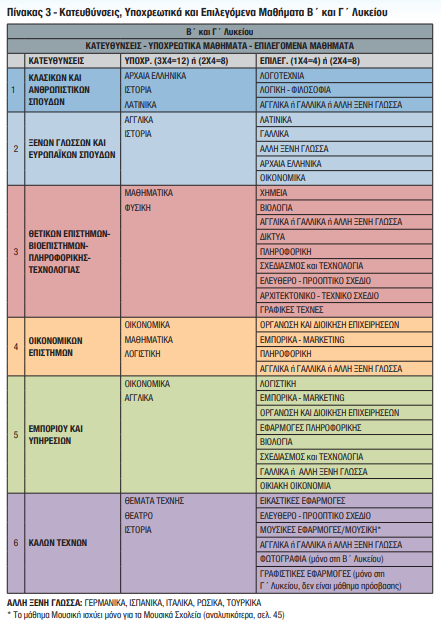 Πίνακας 3 - Κατευθύνσεις, Υποχρεωτικά και Επιλεγόμενα Μαθήματα Β΄ και Γ΄ Λυκείου
Β΄ και Γ΄ Λυκείου
ΚΑΤΕΥΘΥΝΣΕΙΣ - ΥΠΟΧΡΕΩΤΙΚΑ ΜΑΘΗΜΑΤΑ - ΕΠΙΛΕΓΟΜΕΝΑ ΜΑΘΗΜΑΤΑ
ΚΑΤΕΥΘΥΝΣΕΙΣ ΥΠΟΧΡ. (3Χ4=12) ή (2Χ4=8) ΕΠΙΛΕΓ. (1Χ4=4) ή (2Χ4=8)
1
ΚΛΑΣΙΚΩΝ ΚΑΙ
ΑΝΘΡΩΠΙΣΤΙΚΩΝ
ΣΠΟΥΔΩΝ
ΑΡΧΑΙΑ ΕΛΛΗΝΙΚΑ
ΙΣΤΟΡΙΑ
ΛΑΤΙΝΙΚΑ
ΛΟΓΟΤΕΧΝΙΑ
ΛΟΓΙΚΗ - ΦΙΛΟΣΟΦΙΑ
ΑΓΓΛΙΚΑ ή ΓΑΛΛΙΚΑ ή ΑΛΛΗ ΞΕΝΗ ΓΛΩΣΣΑ
2
ΞΕΝΩΝ ΓΛΩΣΣΩΝ ΚΑΙ
ΕΥΡΩΠΑΪΚΩΝ ΣΠΟΥΔΩΝ
ΑΓΓΛΙΚΑ
ΙΣΤΟΡΙΑ
ΛΑΤΙΝΙΚΑ
ΓΑΛΛΙΚΑ
ΑΛΛΗ ΞΕΝΗ ΓΛΩΣΣΑ
ΑΡΧΑΙΑ ΕΛΛΗΝΙΚΑ
ΟΙΚΟΝΟΜΙΚΑ
3
ΘΕΤΙΚΩΝ ΕΠΙΣΤΗΜΩΝ-
ΒΙΟΕΠΙΣΤΗΜΩΝ-
ΠΛΗΡΟΦΟΡΙΚΗΣ-
ΤΕΧΝΟΛΟΓΙΑΣ
ΜΑΘΗΜΑΤΙΚΑ
ΦΥΣΙΚΗ
ΧΗΜΕΙΑ
ΒΙΟΛΟΓΙΑ
ΑΓΓΛΙΚΑ ή ΓΑΛΛΙΚΑ ή ΑΛΛΗ ΞΕΝΗ ΓΛΩΣΣΑ
ΔΙΚΤΥΑ
ΠΛΗΡΟΦΟΡΙΚΗ
ΣΧΕΔΙΑΣΜΟΣ και ΤΕΧΝΟΛΟΓΙΑ
ΕΛΕΥΘΕΡΟ - ΠΡΟΟΠΤΙΚΟ ΣΧΕΔΙΟ
ΑΡΧΙΤΕΚΤΟΝΙΚΟ - ΤΕΧΝΙΚΟ ΣΧΕΔΙΟ
ΓΡΑΦΙΚΕΣ ΤΕΧΝΕΣ
4
ΟΙΚΟΝΟΜΙΚΩΝ
ΕΠΙΣΤΗΜΩΝ
ΟΙΚΟΝΟΜΙΚΑ
ΜΑΘΗΜΑΤΙΚΑ
ΛΟΓΙΣΤΙΚΗ
ΟΡΓΑΝΩΣΗ ΚΑΙ ΔΙΟΙΚΗΣΗ ΕΠΙΧΕΙΡΗΣΕΩΝ
ΕΜΠΟΡΙΚΑ - MARKETING
ΠΛΗΡΟΦΟΡΙΚΗ
ΑΓΓΛΙΚΑ ή ΓΑΛΛΙΚΑ ή ΑΛΛΗ ΞΕΝΗ ΓΛΩΣΣΑ
5
ΕΜΠΟΡΙΟΥ ΚΑΙ
ΥΠΗΡΕΣΙΩΝ
ΟΙΚΟΝΟΜΙΚΑ
ΑΓΓΛΙΚΑ
ΛΟΓΙΣΤΙΚΗ
ΕΜΠΟΡΙΚΑ - MARKETING
ΟΡΓΑΝΩΣΗ ΚΑΙ ΔΙΟΙΚΗΣΗ ΕΠΙΧΕΙΡΗΣΕΩΝ
ΕΦΑΡΜΟΓΕΣ ΠΛΗΡΟΦΟΡΙΚΗΣ
ΒΙΟΛΟΓΙΑ
ΣΧΕΔΙΑΣΜΟΣ και ΤΕΧΝΟΛΟΓΙΑ
ΓΑΛΛΙΚΑ ή ΑΛΛΗ ΞΕΝΗ ΓΛΩΣΣΑ
ΟΙΚΙΑΚΗ ΟΙΚΟΝΟΜΙΑ
6
ΚΑΛΩΝ ΤΕΧΝΩΝ
ΘΕΜΑΤΑ ΤΕΧΝΗΣ
ΘΕΑΤΡΟ
ΙΣΤΟΡΙΑ
ΕΙΚΑΣΤΙΚΕΣ ΕΦΑΡΜΟΓΕΣ
ΕΛΕΥΘΕΡΟ - ΠΡΟΟΠΤΙΚΟ ΣΧΕΔΙΟ
ΜΟΥΣΙΚΕΣ ΕΦΑΡΜΟΓΕΣ/ΜΟΥΣΙΚΗ*
ΑΓΓΛΙΚΑ ή ΓΑΛΛΙΚΑ ή ΑΛΛΗ ΞΕΝΗ ΓΛΩΣΣΑ
ΦΩΤΟΓΡΑΦΙΑ (μόνο στη Β΄ Λυκείου)
ΓΡΑΦΙΣΤΙΚΕΣ ΕΦΑΡΜΟΓΕΣ (μόνο στη
Γ΄ Λυκείου, δεν είναι μάθημα πρόσβασης)
ΑΛΛΗ ΞΕΝΗ ΓΛΩΣΣΑ: ΓΕΡΜΑΝΙΚΑ, ΙΣΠΑΝΙΚΑ, ΙΤΑΛΙΚΑ, ΡΩΣΙΚΑ, ΤΟΥΡΚΙΚΑ
* Το μάθημα Μουσική ισχύει μόνο για τα Μουσικά Σχολεία (αναλυτικότερα, σελ. 45)